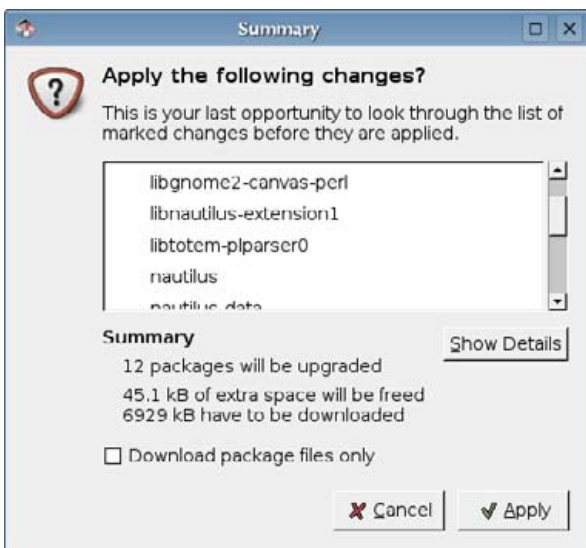 Summary
Apply the following changes?
This is your last opportunity to look through the list of
marked changes before they are applied.
libgnome2-canvas-perl
libnautilus-extension1
libtotem-plparser0
nautilus
nautilus-data
Summary
Show Details
12 packages will be upgraded
45.1 kB of extra space will be freed
6929 kB have to be downloaded
Download package files only
Cancel
Apply